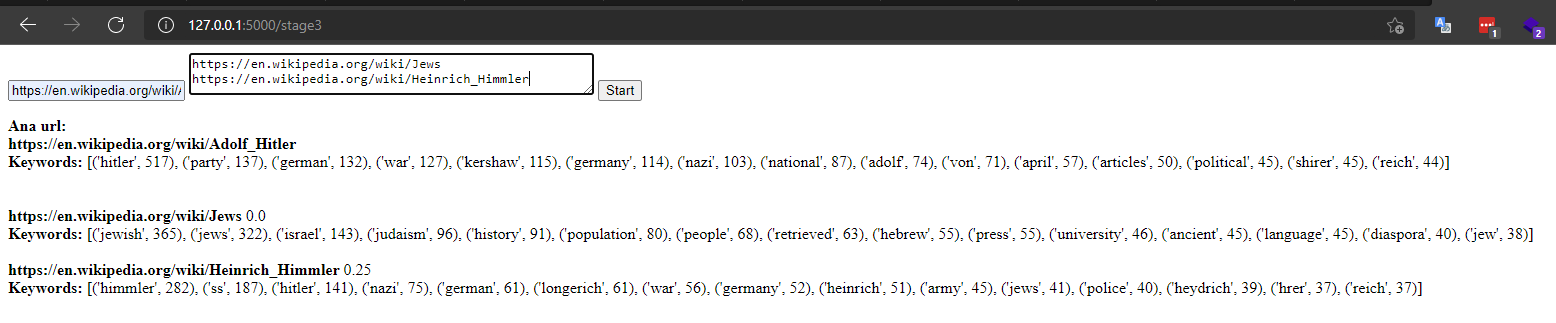 127.0.0.1:5000/stage3
1
2
https://en.wikipedia.org/wiki/Jews
https://en.wikipedia.org/wiki/Heinrich_Himmler
https://en.wikipedia.org/wiki/
Start
Ana url:
https://en.wikipedia.org/wiki/Adolf_Hitler
Keywords: [('hitler', 517), ('party', 137), ('german', 132), ('war', 127), ('kershaw', 115), ('germany', 114), ('nazi', 103), ('national', 87), ('adolf', 74), ('von', 71), ('april', 57), ('articles', 50), ('political', 45), ('shirer', 45), ('reich', 44)]
https://en.wikipedia.org/wiki/Jews 0.0
Keywords: [('jewish', 365), ('jews', 322), ('israel', 143), ('judaism', 96), ('history', 91), ('population', 80), ('people', 68), ('retrieved', 63), ('hebrew', 55), ('press', 55), ('university', 46), ('ancient', 45), ('language', 45), ('diaspora', 40), ('jew', 38)]
https://en.wikipedia.org/wiki/Heinrich_Himmler 0.25
Keywords: [('himmler', 282), ('ss', 187), ('hitler', 141), ('nazi', 75), ('german', 61), ('longerich', 61), ('war', 56), ('germany', 52), ('heinrich', 51), ('army', 45), ('jews', 41), ('police', 40), ('heydrich', 39), ('hrer', 37), ('reich', 37)]